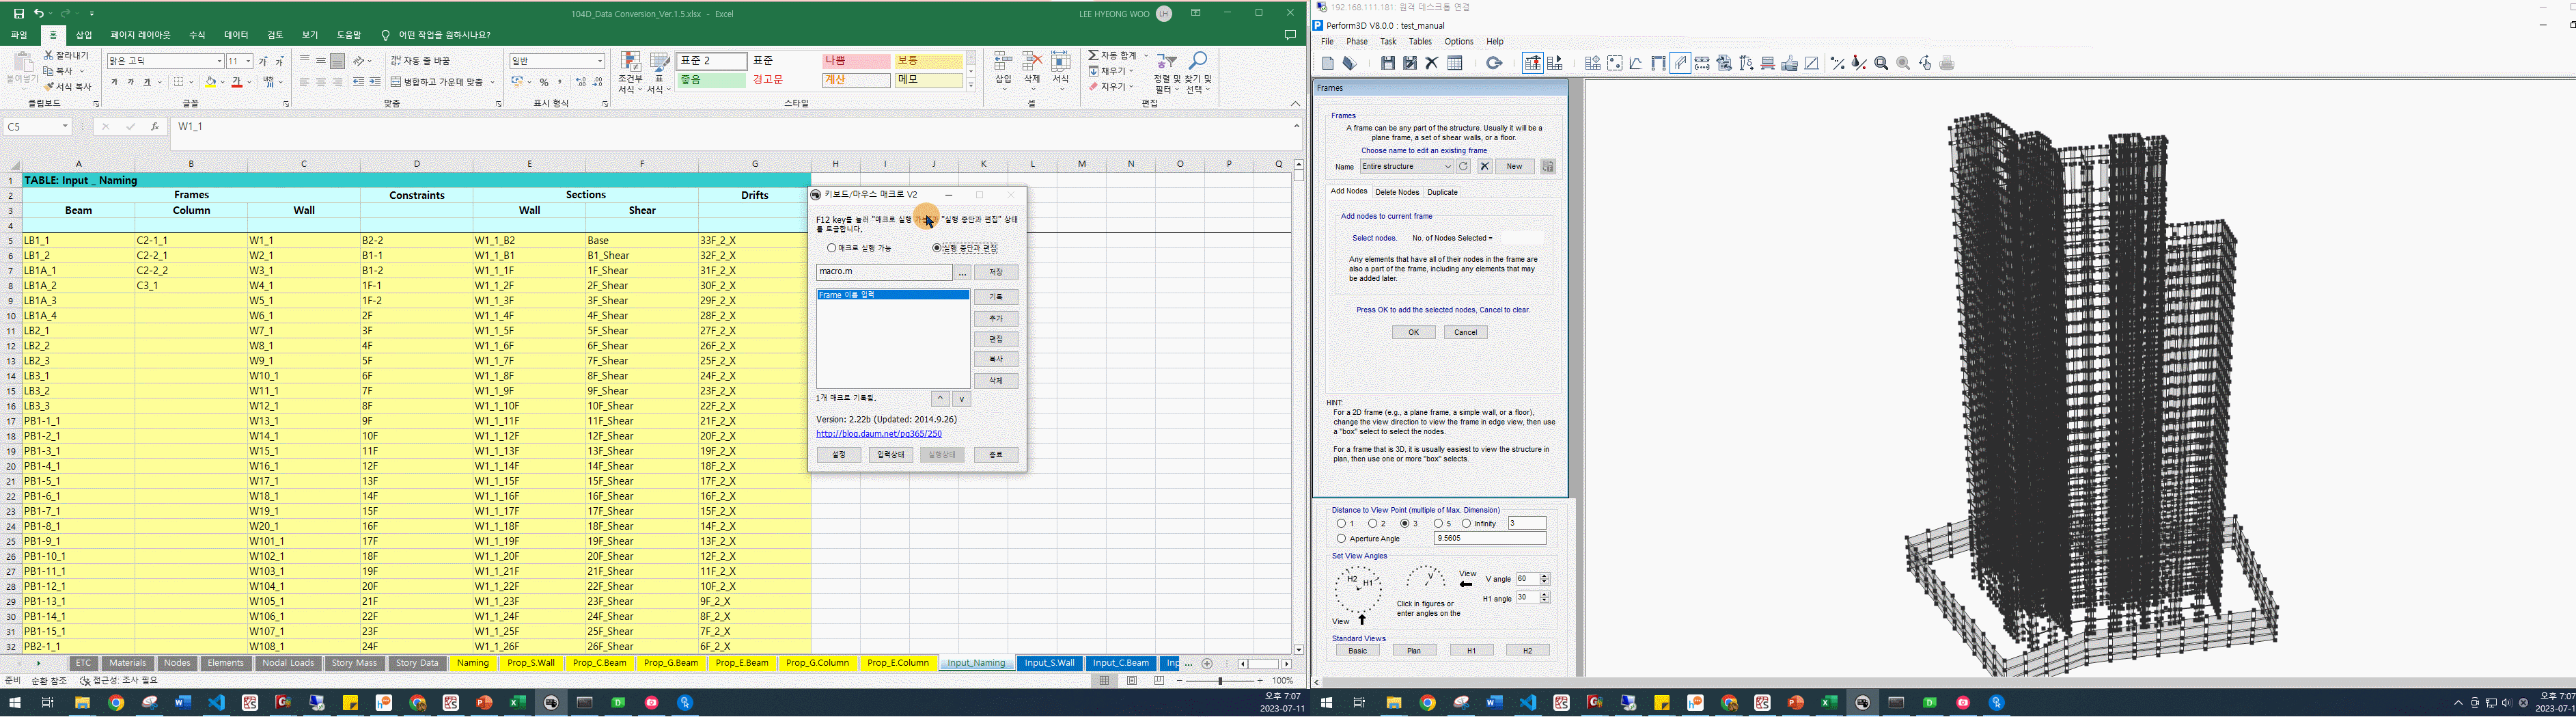 104D_Data Conversion_Ver.1.5.xlsx - Excel
LEE HYEONG WOO LH
파일 홈 삽입 페이지 레이아웃 수식 데이터 검토 보기 도움말 어떤 작업을 원하시나요?
붙여넣기 잘라내기 복사 서식 복사 클립보드
맑은 고딕 11 글꼴
자동 줄 바꿈 병합하고 가운데 맞춤 맞춤
일반 표시 형식
조건부 서식 표 서식 표준 2 표준 나쁨 보통 좋음 경고문 계산 메모 스타일
삽입 삭제 서식 셀
자동 합계 채우기 지우기 정렬 및 필터 찾기 및 선택 편집
C5 W1_1
A B C D E F G H I J K L M N O P Q
1 TABLE: Input _ Naming
2 Frames Constraints Sections Drifts
3 Beam Column Wall Wall Shear
4
5 LB1_1 C2-1_1 W1_1 B2-2 W1_1_B2 Base 33F_2_X
6 LB1_2 C2-2_1 W2_1 B1-1 W1_1_B1 B1_Shear 32F_2_X
7 LB1A_1 C2-2_2 W3_1 B1-2 W1_1_1F 1F_Shear 31F_2_X
8 LB1A_2 C3_1 W4_1 1F-1 W1_1_2F 2F_Shear 30F_2_X
9 LB1A_3 W5_1 1F-2 W1_1_3F 3F_Shear 29F_2_X
10 LB1A_4 W6_1 2F W1_1_4F 4F_Shear 28F_2_X
11 LB2_1 W7_1 3F W1_1_5F 5F_Shear 27F_2_X
12 LB2_2 W8_1 4F W1_1_6F 6F_Shear 26F_2_X
13 LB2_3 W9_1 5F W1_1_7F 7F_Shear 25F_2_X
14 LB3_1 W10_1 6F W1_1_8F 8F_Shear 24F_2_X
15 LB3_2 W11_1 7F W1_1_9F 9F_Shear 23F_2_X
16 LB3_3 W12_1 8F W1_1_10F 10F_Shear 22F_2_X
17 PB1-1_1 W13_1 9F W1_1_11F 11F_Shear 21F_2_X
18 PB1-2_1 W14_1 10F W1_1_12F 12F_Shear 20F_2_X
19 PB1-3_1 W15_1 11F W1_1_13F 13F_Shear 19F_2_X
20 PB1-4_1 W16_1 12F W1_1_14F 14F_Shear 18F_2_X
21 PB1-5_1 W17_1 13F W1_1_15F 15F_Shear 17F_2_X
22 PB1-6_1 W18_1 14F W1_1_16F 16F_Shear 16F_2_X
23 PB1-7_1 W19_1 15F W1_1_17F 17F_Shear 15F_2_X
24 PB1-8_1 W20_1 16F W1_1_18F 18F_Shear 14F_2_X
25 PB1-9_1 W101_1 17F W1_1_19F 19F_Shear 13F_2_X
26 PB1-10_1 W102_1 18F W1_1_20F 20F_Shear 12F_2_X
27 PB1-11_1 W103_1 19F W1_1_21F 21F_Shear 11F_2_X
28 PB1-12_1 W104_1 20F W1_1_22F 22F_Shear 10F_2_X
29 PB1-13_1 W105_1 21F W1_1_23F 23F_Shear 9F_2_X
30 PB1-14_1 W106_1 22F W1_1_24F 24F_Shear 8F_2_X
31 PB1-15_1 W107_1 23F W1_1_25F 25F_Shear 7F_2_X
32 PB2-1_1 W108_1 24F W1_1_26F 26F_Shear 6F_2_X
ETC Materials Nodes Elements Nodal Loads Story Mass Story Data Naming Prop_S.Wall Prop_C.Beam Prop_G.Beam Prop_E.Beam Prop_G.Column Prop_E.Column Input_Naming Input_S.Wall Input_C.Beam Inp ...
준비 순환 참조 접근성: 조사 필요 100%
오후 7:07
2023-07-11
키보드/마우스 매크로 V2
F12 key를 눌러 "매크로 실행 "실행 중단과 편집" 상태
를 토글합니다.
매크로 실행 가능 실행 중단과 편집
macro.m ... 저장
Frame 이름 입력
기록
추가
편집
복사
삭제
1개 매크로 기록됨. ^ v
Version: 2.22b (Updated: 2014.9.26)
http://blog.daum.net/pq365/250
설정 입력상태 실행상태 종료
192.168.111.181: 원격 데스크톱 연결
Perform3D V8.0.0 : test_manual
File Phase Task Tables Options Help
Frames
Frames
A frame can be any part of the structure. Usually it will be a
plane frame, a set of shear walls, or a floor.
Choose name to edit an existing frame
Name Entire structure New
Add Nodes Delete Nodes Duplicate
Add nodes to current frame
Select nodes. No. of Nodes Selected =
Any elements that have all of their nodes in the frame are
also a part of the frame, including any elements that may
be added later.
Press OK to add the selected nodes, Cancel to clear.
OK Cancel
HINT:
For a 2D frame (e.g., a plane frame, a simple wall, or a floor),
change the view direction to view the frame in edge view, then use
a "box" select to select the nodes.
For a frame that is 3D, it is usually easiest to view the structure in
plan, then use one or more "box" selects.
Distance to View Point (multiple of Max. Dimension)
1 2 3 5 Infinity 3
Aperture Angle 9.5605
Set View Angles
H2 H1 V View V angle 60
H1 angle 30
Click in figures or
enter angles on the
View
Standard Views
Basic Plan H1 H2
오후 7:07
2023-07-1